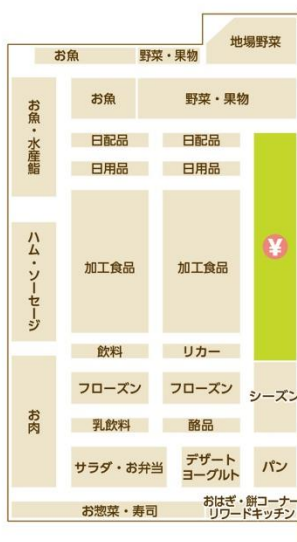 地場野菜
お魚
野菜・果物
お魚
野菜・果物
お魚・水産鮨
日配品
日配品
日用品
日用品
加工食品
加工食品
¥
ハム・ソーセージ
飲料
リカー
フローズン
フローズン
シーズン
お肉
乳飲料
酪品
サラダ・お弁当
デザート
ヨーグルト
パン
お惣菜・寿司
おはぎ・餅コーナー
リワードキッチン